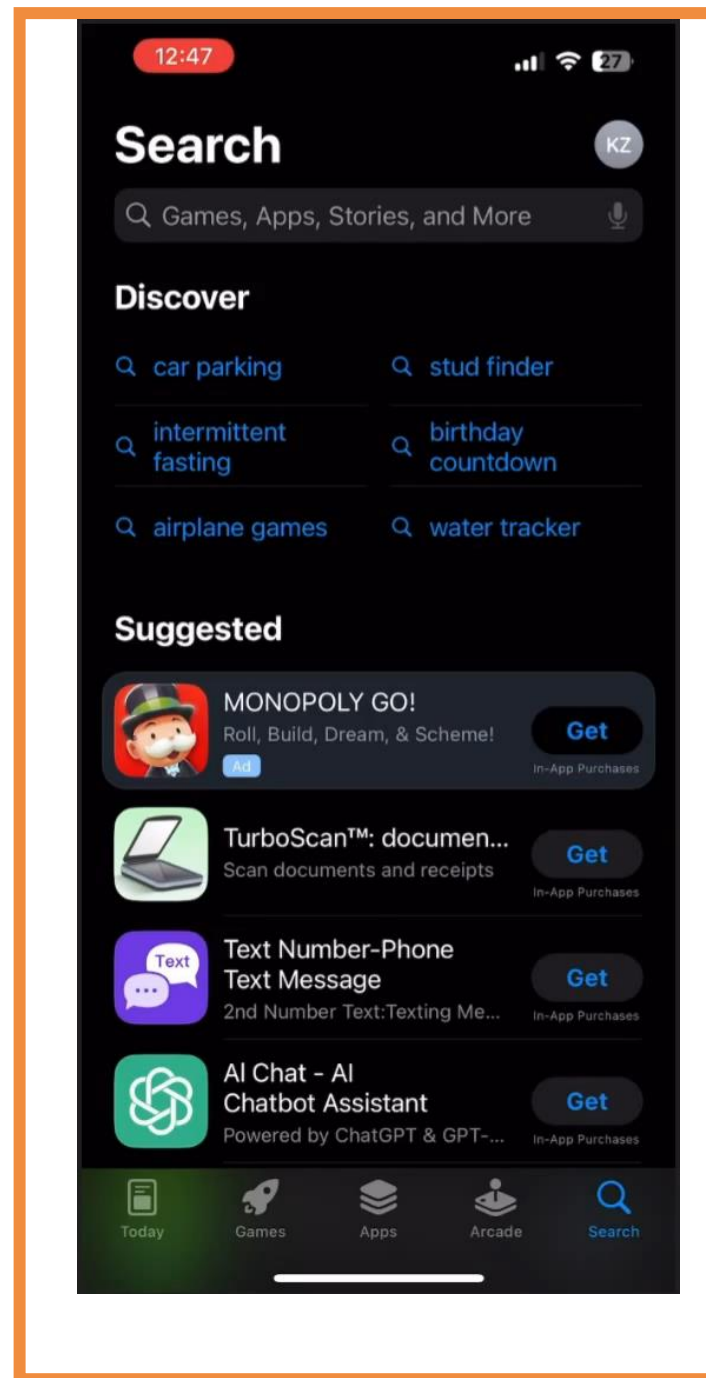 12:47
27
Search
KZ
Games, Apps, Stories, and More
Discover
car parking
stud finder
intermittent
fasting
birthday
countdown
airplane games
water tracker
Suggested
MONOPOLY GO!
Roll, Build, Dream, & Scheme!
Get
Ad
In-App Purchases
TurboScan™: documen...
Scan documents and receipts
Get
In-App Purchases
Text
Text Number-Phone
Text Message
2nd Number Text:Texting Me...
Get
In-App Purchases
AI Chat - AI
Chatbot Assistant
Powered by ChatGPT & GPT-...
Get
In-App Purchases
Today
Games
Apps
Arcade
Search